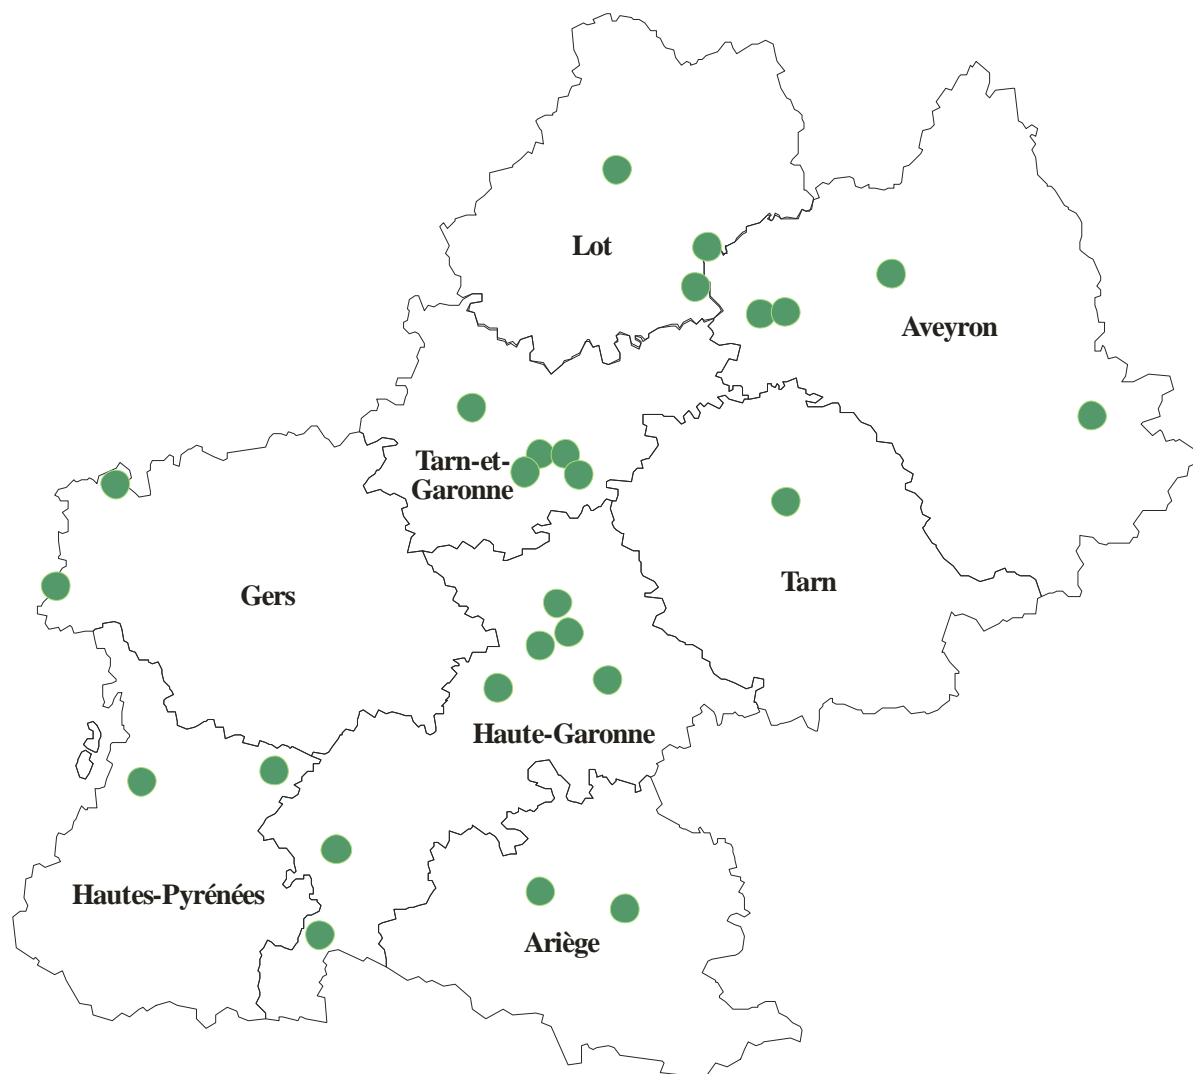 Lot
Aveyron
Tarn-et-
Garonne
Tarn
Gers
Haute-Garonne
Hautes-Pyrénées
Ariège